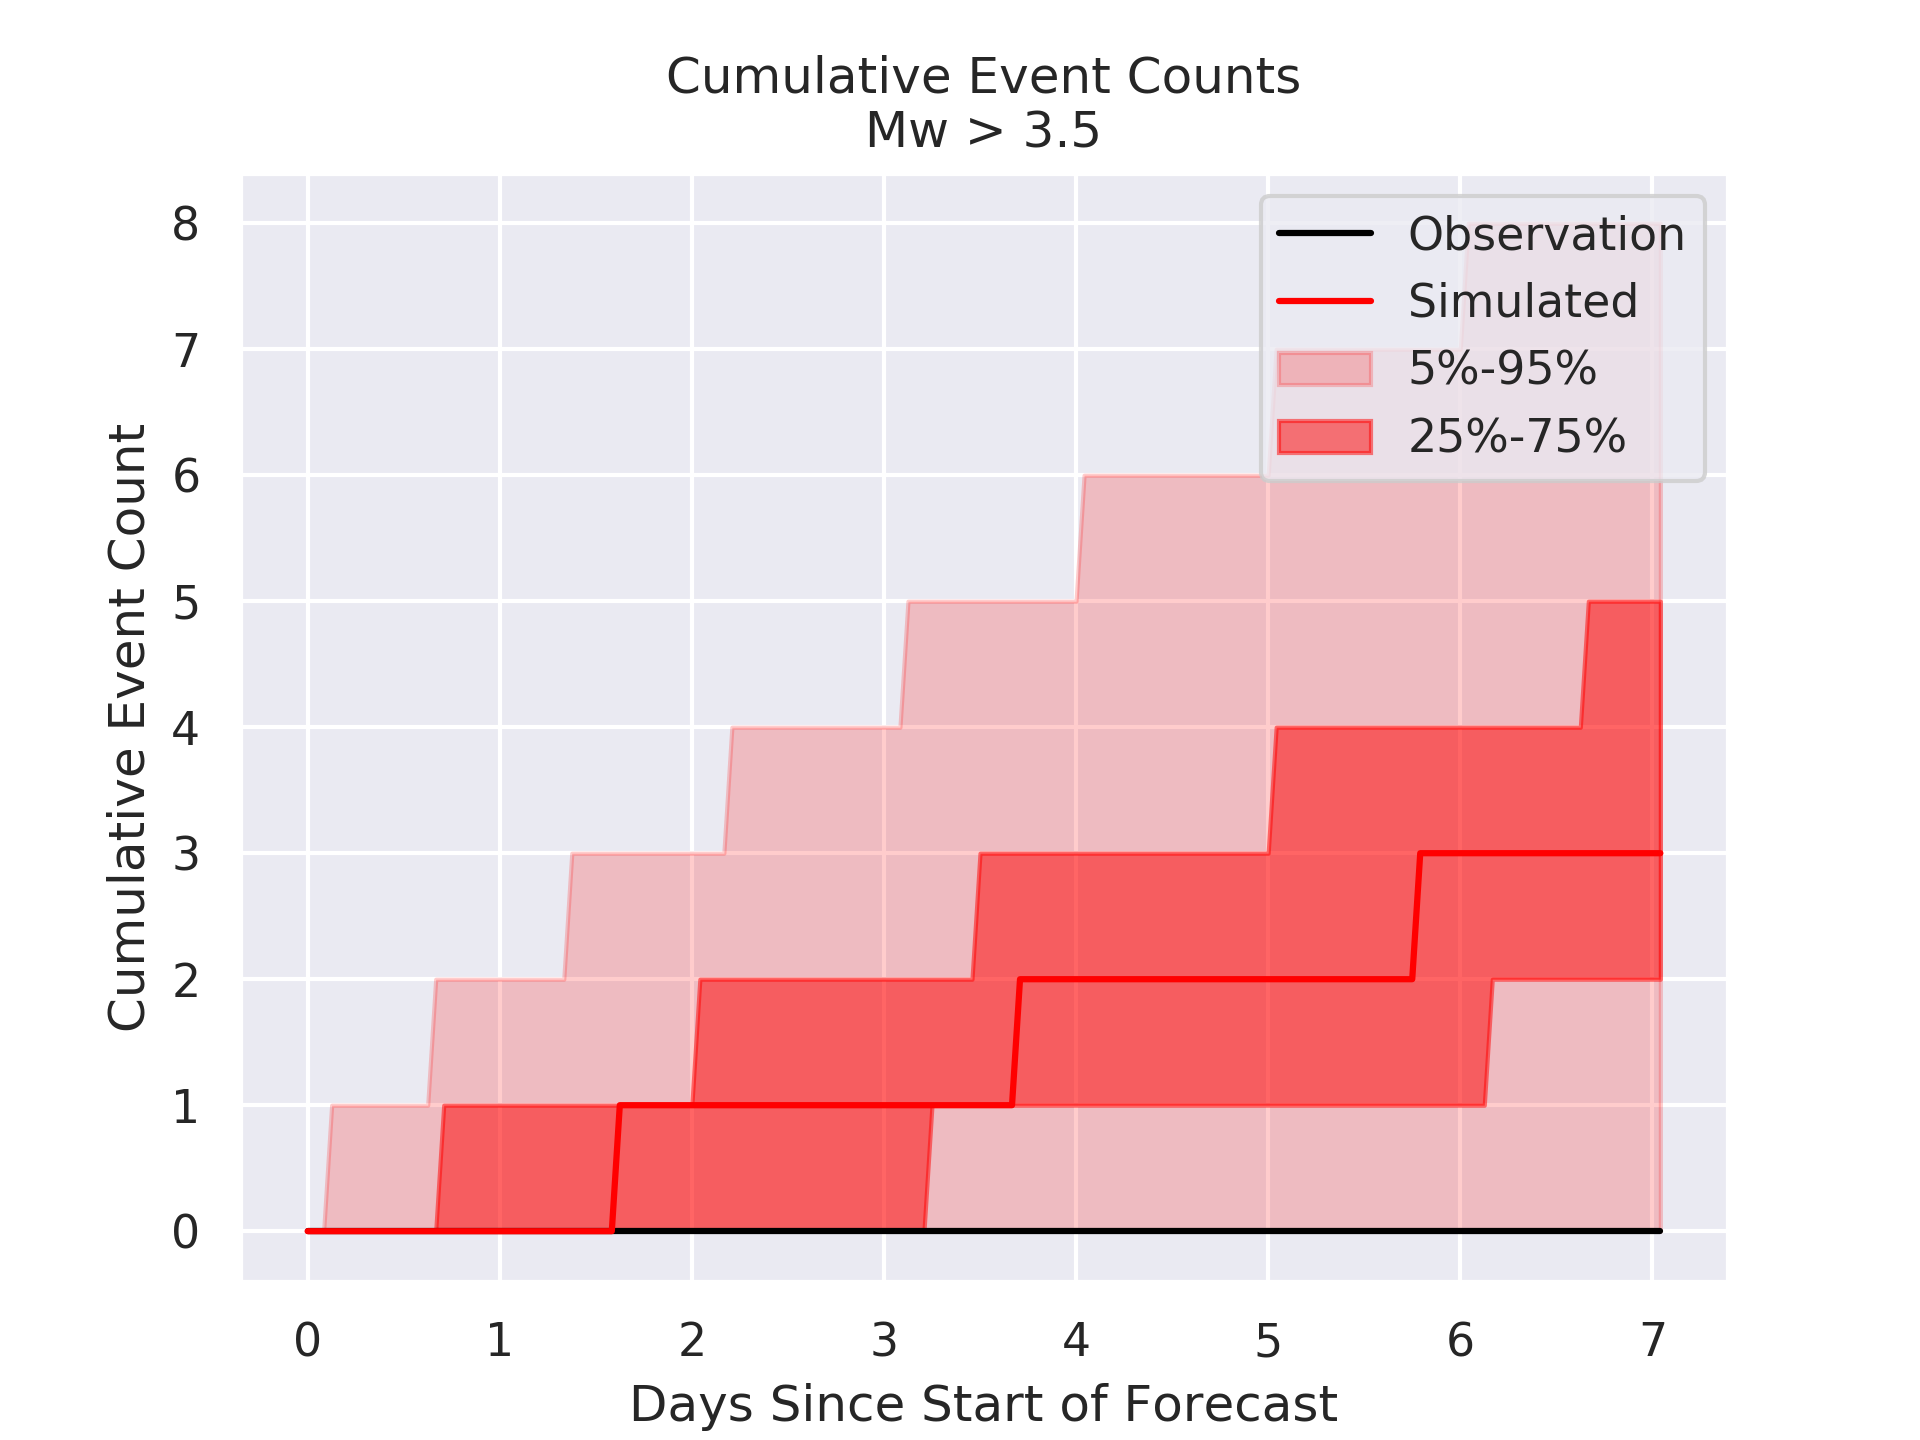 Cumulative Event Counts
Mw > 3.5
Cumulative Event Count
8
7
6
5
4
3
2
1
0
Observation
Simulated
5%-95%
25%-75%
0 1 2 3 4 5 6 7
Days Since Start of Forecast